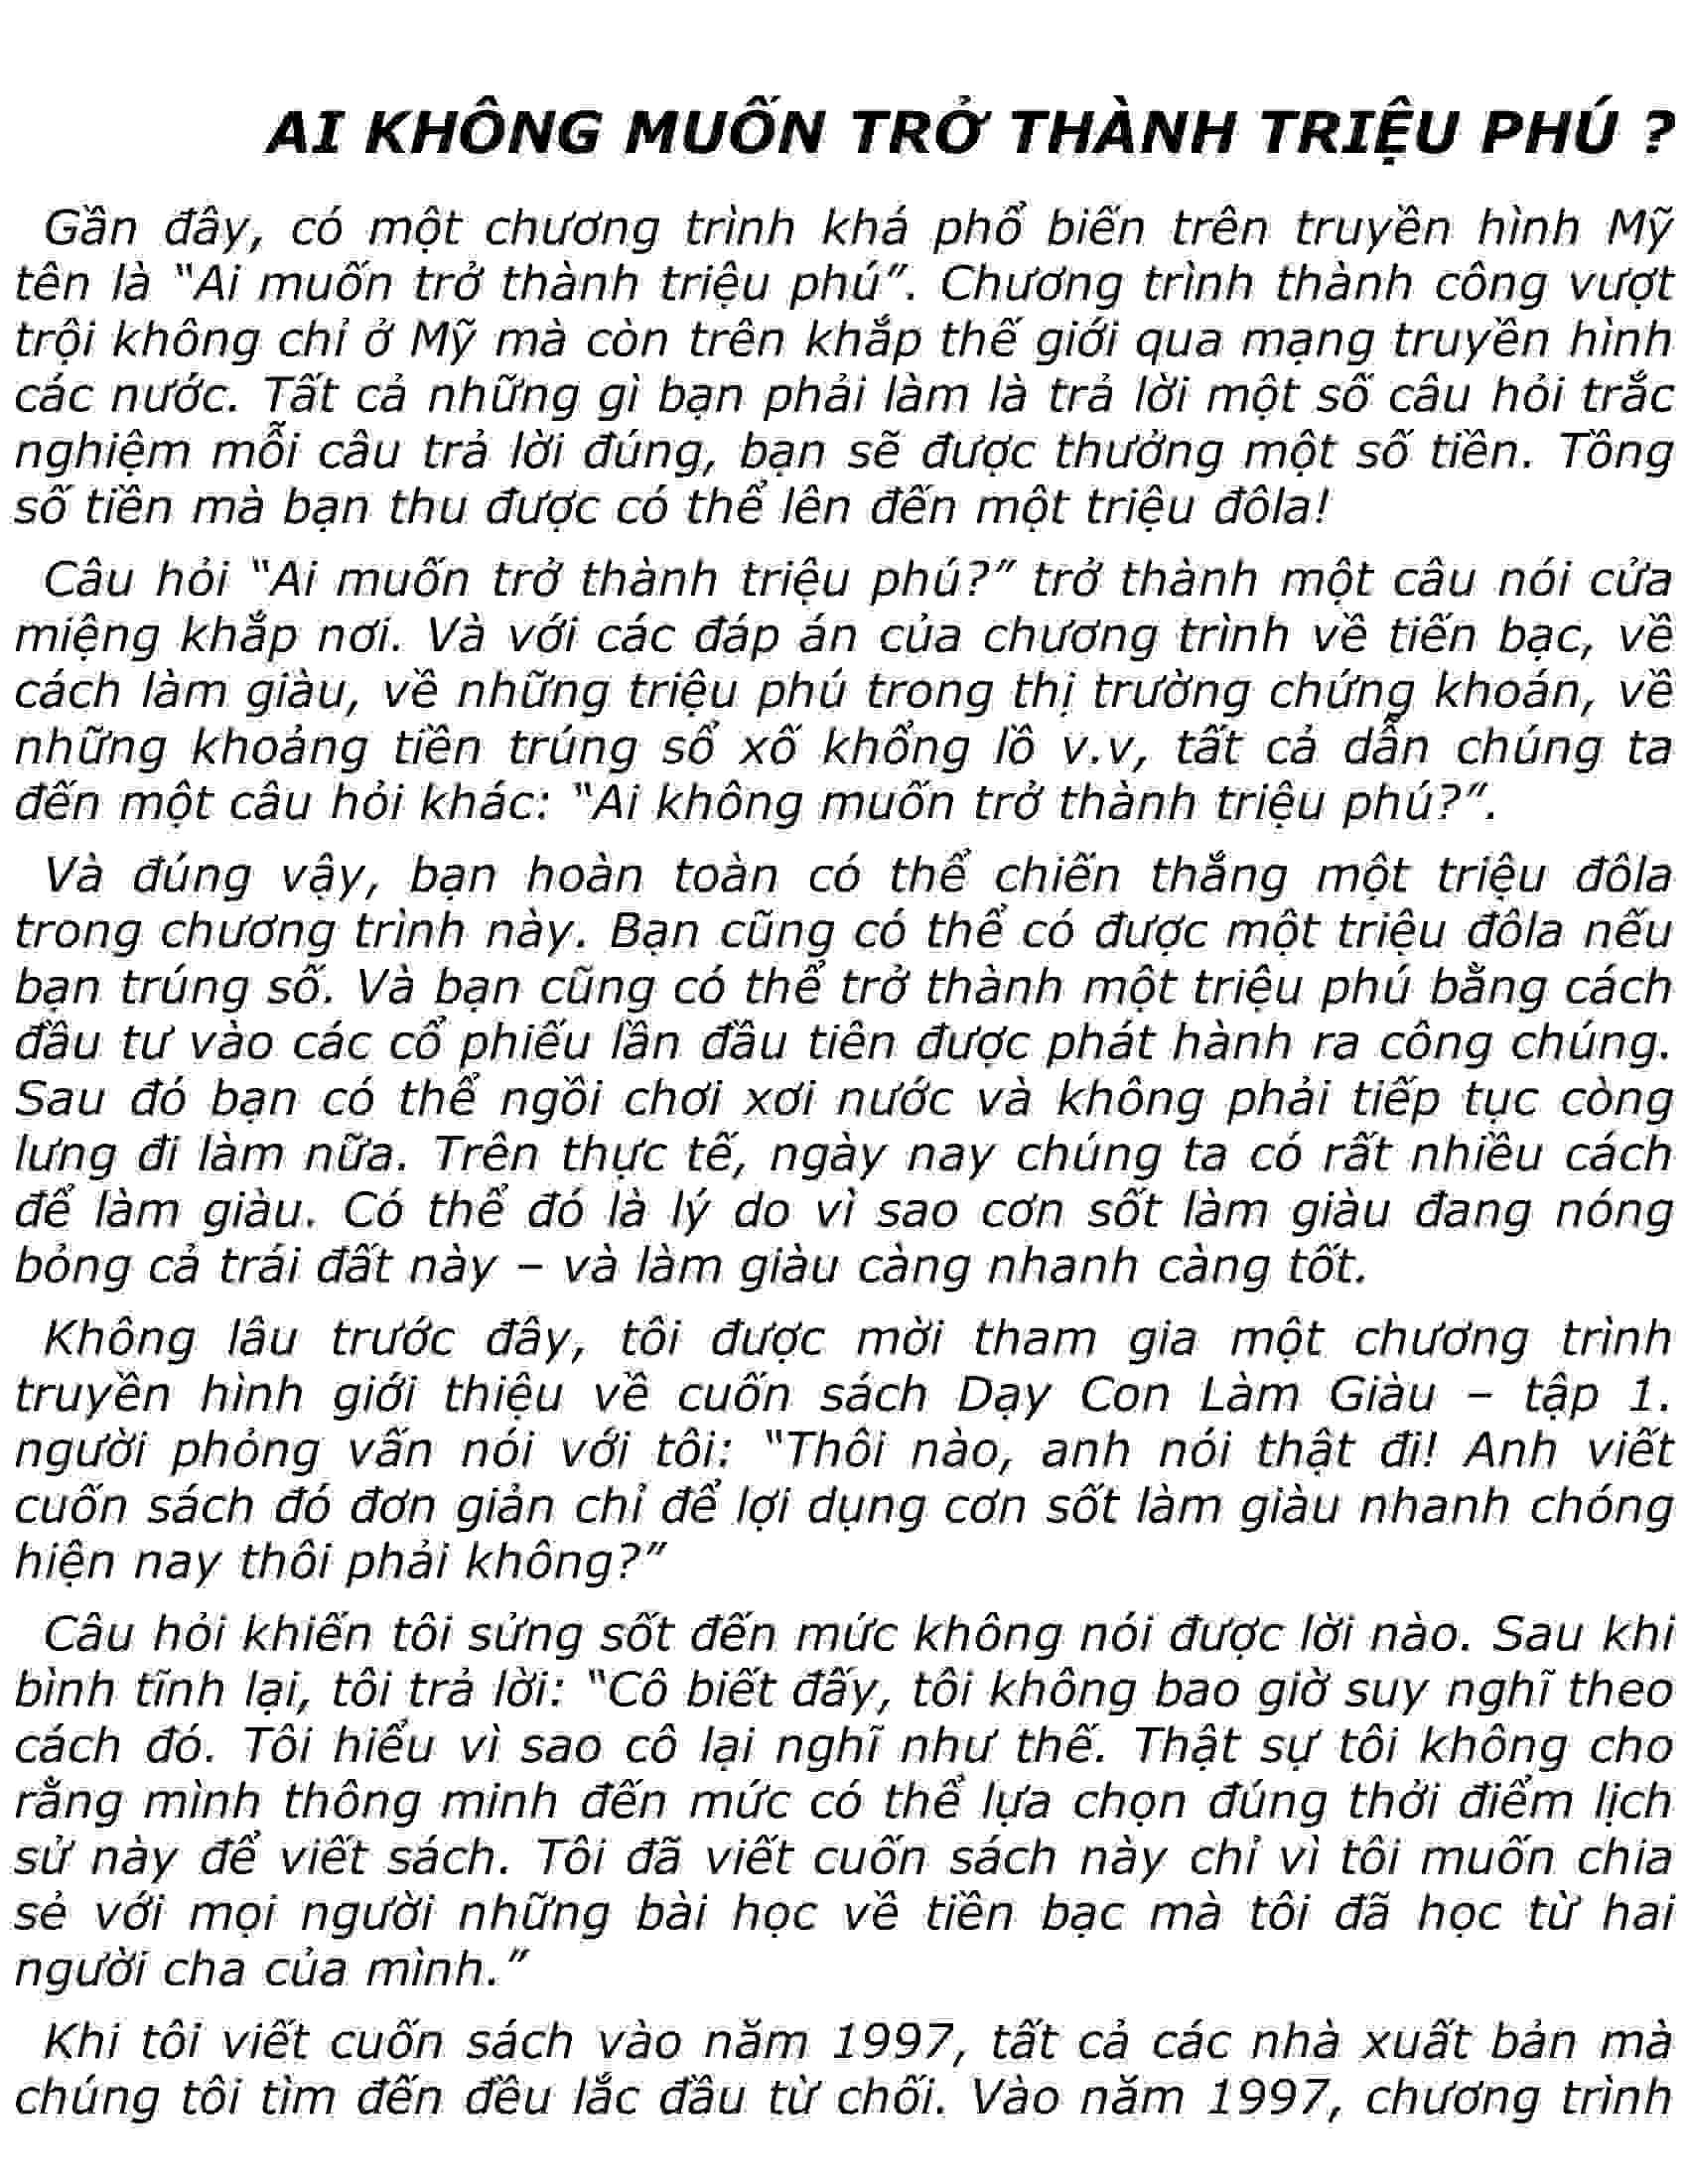 AI KHÔNG MUỐN TRỞ THÀNH TRIỆU PHÚ ?
Gần đây, có một chương trình khá phổ biến trên truyền hình Mỹ
tên là “Ai muốn trở thành triệu phú”. Chương trình thành công vượt
trội không chỉ ở Mỹ mà còn trên khắp thế giới qua mạng truyền hình
các nước. Tất cả những gì bạn phải làm là trả lời một số câu hỏi trắc
nghiệm mỗi câu trả lời đúng, bạn sẽ được thưởng một số tiền. Tồng
số tiền mà bạn thu được có thể lên đến một triệu đôla!
Câu hỏi “Ai muốn trở thành triệu phú?” trở thành một câu nói cửa
miệng khắp nơi. Và với các đáp án của chương trình về tiến bạc, về
cách làm giàu, về những triệu phú trong thị trường chứng khoán, về
những khoảng tiền trúng sổ xố khổng lồ v.v, tất cả dẫn chúng ta
đến một câu hỏi khác: “Ai không muốn trở thành triệu phú?”.
Và đúng vậy, bạn hoàn toàn có thể chiến thắng một triệu đôla
trong chương trình này. Bạn cũng có thể có được một triệu đôla nếu
bạn trúng số. Và bạn cũng có thể trở thành một triệu phú bằng cách
đầu tư vào các cổ phiếu lần đầu tiên được phát hành ra công chúng.
Sau đó bạn có thể ngồi chơi xơi nước và không phải tiếp tục còng
lưng đi làm nữa. Trên thực tế, ngày nay chúng ta có rất nhiều cách
để làm giàu. Có thể đó là lý do vì sao cơn sốt làm giàu đang nóng
bỏng cả trái đất này – và làm giàu càng nhanh càng tốt.
Không lâu trước đây, tôi được mời tham gia một chương trình
truyền hình giới thiệu về cuốn sách Dạy Con Làm Giàu – tập 1.
người phỏng vấn nói với tôi: “Thôi nào, anh nói thật đi! Anh viết
cuốn sách đó đơn giản chỉ để lợi dụng cơn sốt làm giàu nhanh chóng
hiện nay thôi phải không?”
Câu hỏi khiến tôi sửng sốt đến mức không nói được lời nào. Sau khi
bình tĩnh lại, tôi trả lời: “Cô biết đấy, tôi không bao giờ suy nghĩ theo
cách đó. Tôi hiểu vì sao cô lại nghĩ như thế. Thật sự tôi không cho
rằng mình thông minh đến mức có thể lựa chọn đúng thởi điểm lịch
sử này để viết sách. Tôi đã viết cuốn sách này chỉ vì tôi muốn chia
sẻ với mọi người những bài học về tiền bạc mà tôi đã học từ hai
người cha của mình.”
Khi tôi viết cuốn sách vào năm 1997, tất cả các nhà xuất bản mà
chúng tôi tìm đến đều lắc đầu từ chối. Vào năm 1997, chương trình